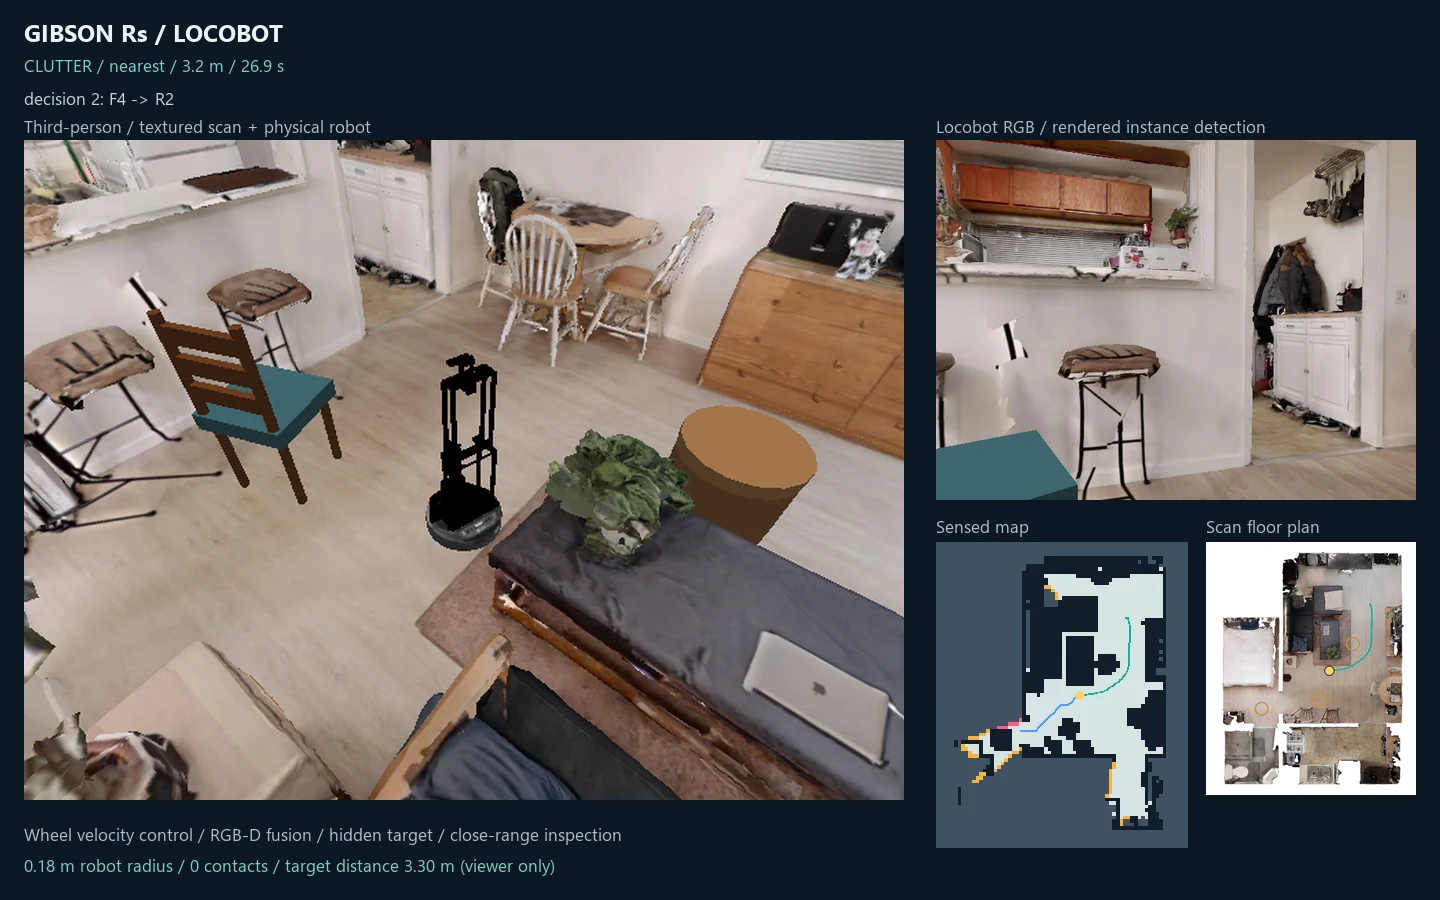 GIBSON Rs / LOCOBOT
CLUTTER / nearest / 3.2 m / 26.9 s
decision 2: F4 -> R2
Third-person / textured scan + physical robot
Locobot RGB / rendered instance detection
Sensed map
Scan floor plan
Wheel velocity control / RGB-D fusion / hidden target / close-range inspection
0.18 m robot radius / 0 contacts / target distance 3.30 m (viewer only)